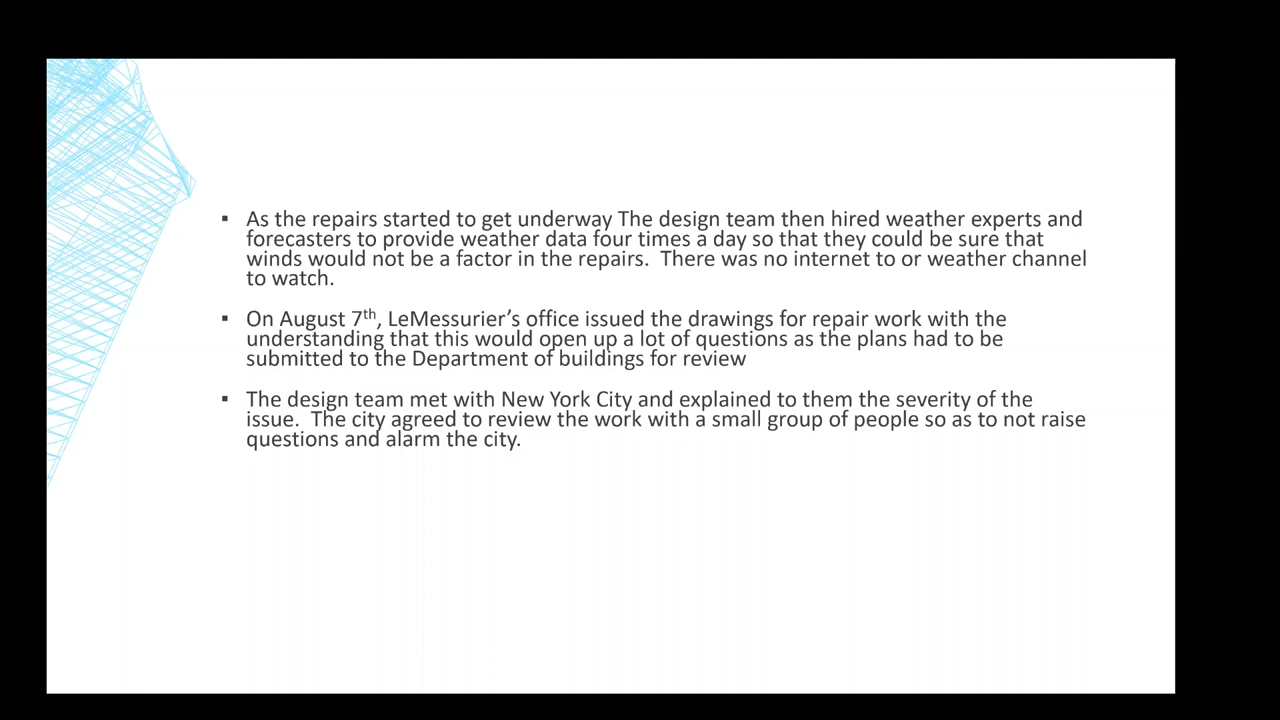 ▪ As the repairs started to get underway The design team then hired weather experts and
forecasters to provide weather data four times a day so that they could be sure that
winds would not be a factor in the repairs.  There was no internet to or weather channel
to watch.
▪ On August 7th, LeMessurier’s office issued the drawings for repair work with the
understanding that this would open up a lot of questions as the plans had to be
submitted to the Department of buildings for review
▪ The design team met with New York City and explained to them the severity of the
issue.  The city agreed to review the work with a small group of people so as to not raise
questions and alarm the city.